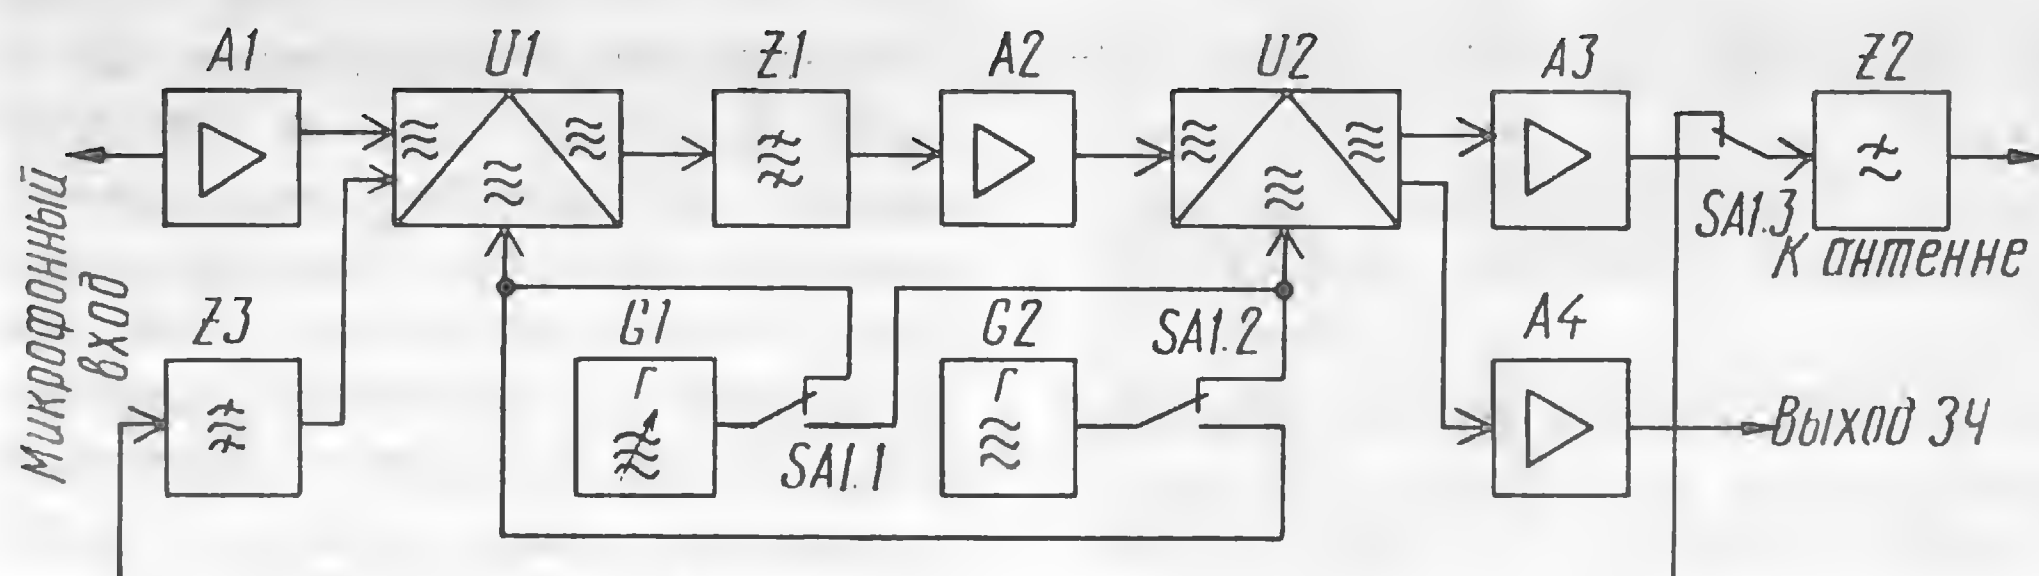 A1
U1
Z1
A2
U2
A3
Z2
Микрофонный
вход
SA1.3
К антенне
Z3
G1
G2
SA1.2
A4
Г
Г
SA1.1
Выход ЗЧ